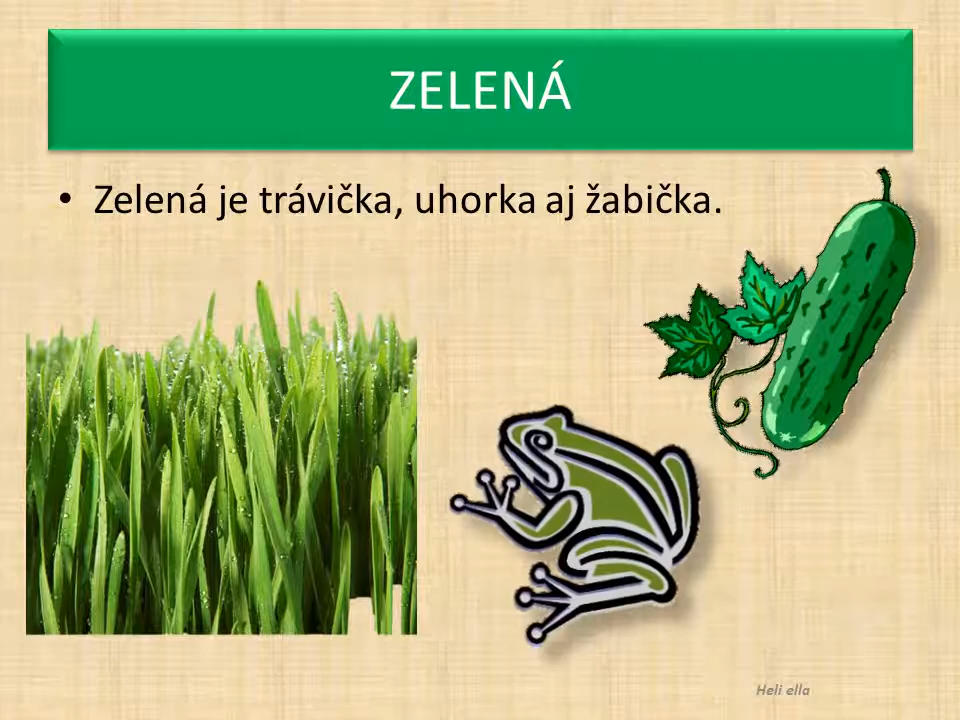 ZELENÁ
• Zelená je trávička, uhorka aj žabička.
Heli ella